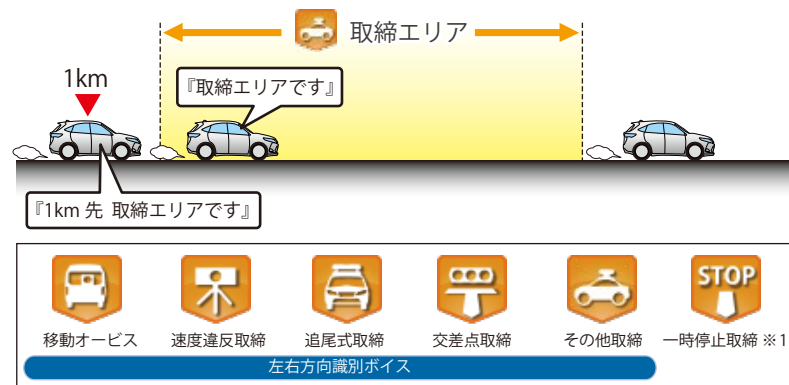 取締エリア
1km
『取締エリアです』
『1km 先 取締エリアです』
STOP
移動オービス 速度違反取締 追尾式取締 交差点取締 その他取締 一時停止取締 ※1
左右方向識別ボイス